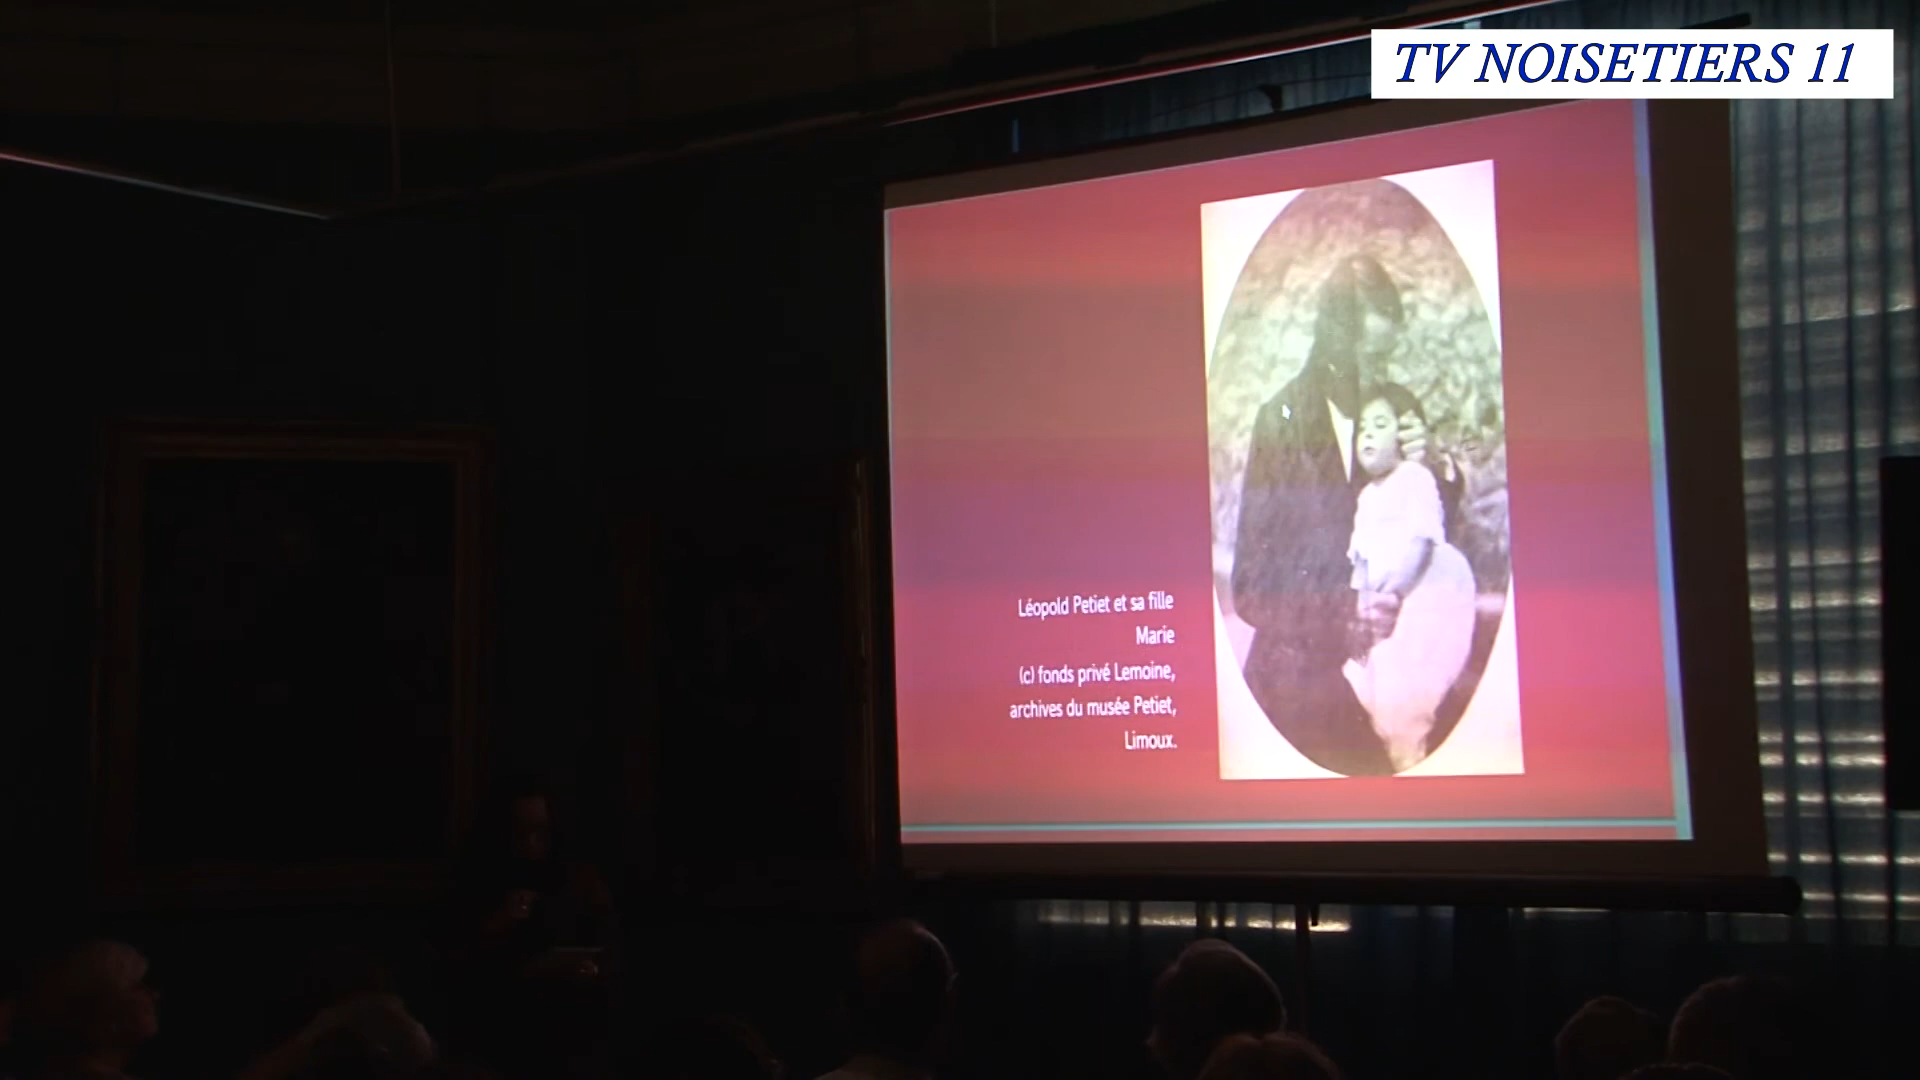 TV NOISETIERS 11
Léopold Petiet et sa fille
Marie
(c) fonds privé Lemoine,
archives du musée Petiet,
Limoux.